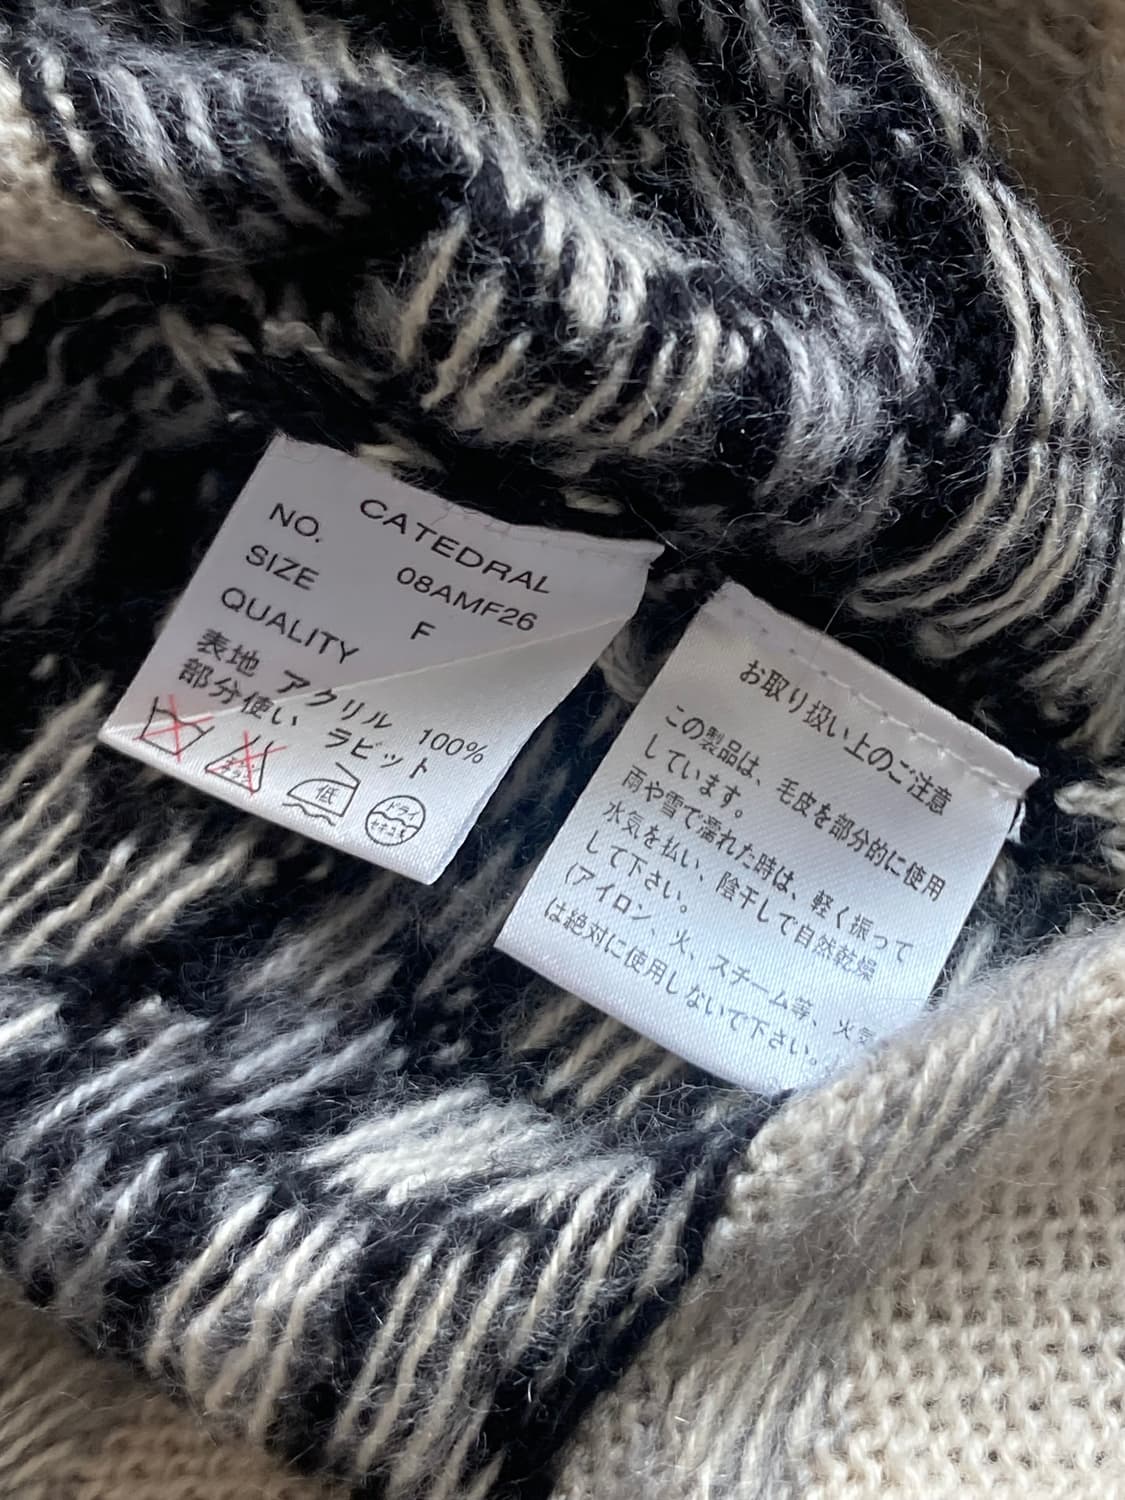 CATEDRAL
NO. 08AMF26
SIZE F
QUALITY
表地 アクリル 100%
部分使い ラビット
低
ドライ
お取り扱い上のご注意
この製品は、毛皮を部分的に使用
しています。
雨や雪で濡れた時は、軽く振って
水気を払い、陰干しで自然乾燥
して下さい。
(アイロン、火、スチーム等、火気
は絶対に使用しないで下さい。